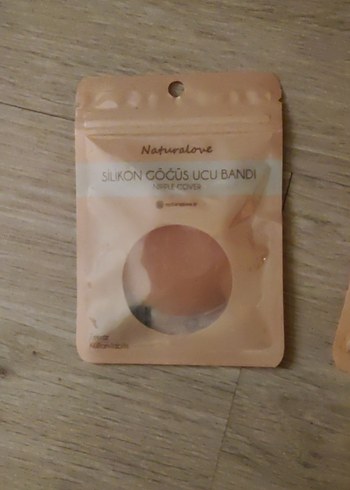 Naturalove
SİLİKON GÖĞÜS UCU BANDI
NIPPLE COVER